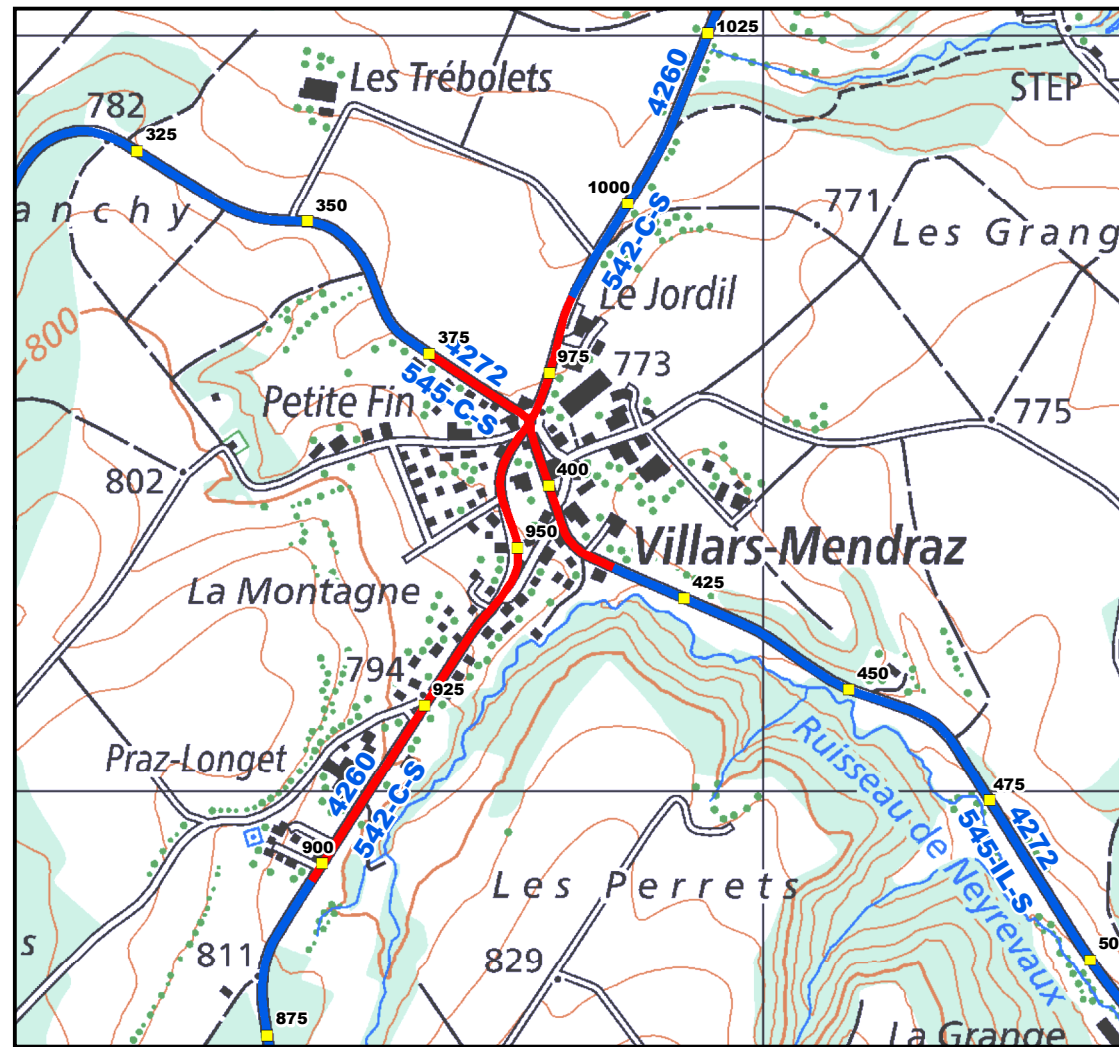 1025
Les Trébolets
4260
STEP
782
325
1000
771
anchy
350
542-C-S
Les Grang
Le Jordil
800
375
4272
975
773
545-C-S
Petite Fin
775
802
400
950
Villars-Mendraz
La Montagne
425
794
450
925
Ruisseau de Neyrevaux
Praz-Longet
4260
542-C-S
475
4272
545-IL-S
900
Les Perrets
s
811
829
50
875
La Grange